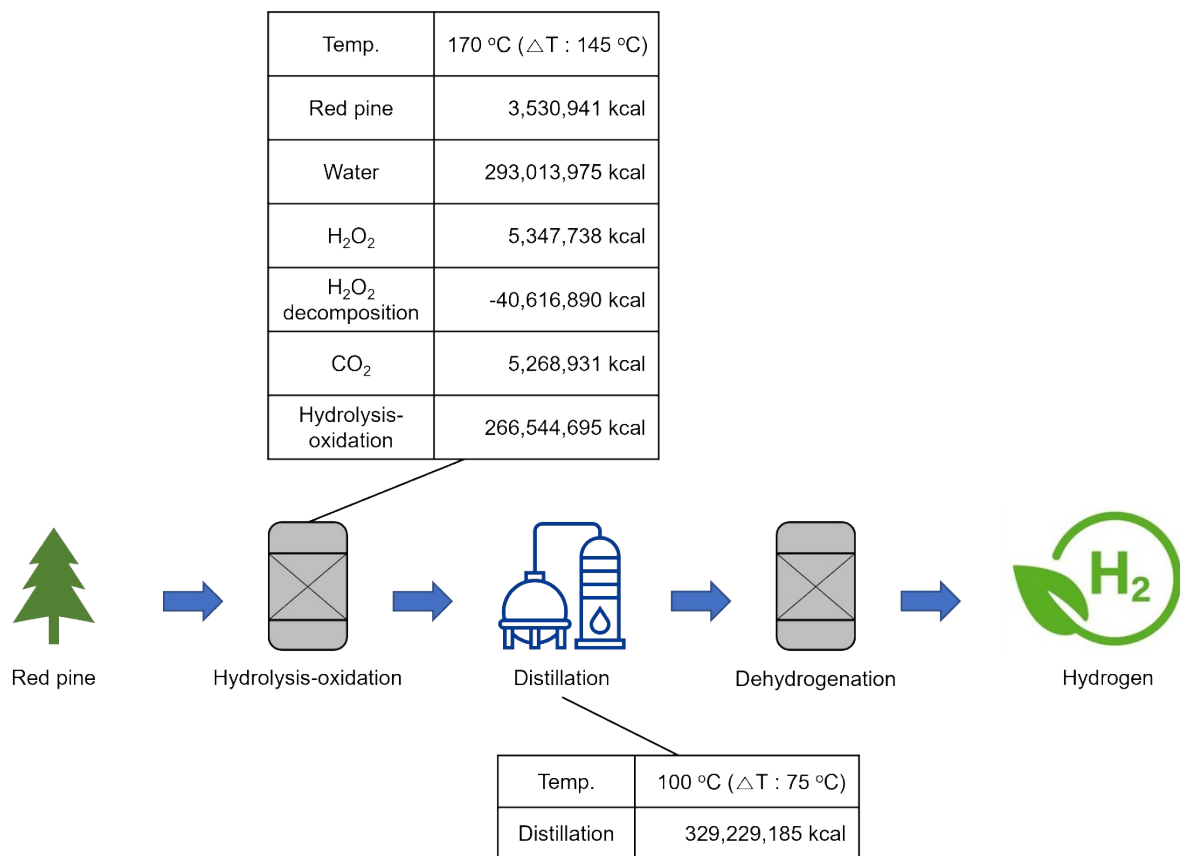 Temp. 170 °C (△T : 145 °C)
Red pine 3,530,941 kcal
Water 293,013,975 kcal
H₂O₂ 5,347,738 kcal
H₂O₂
decomposition -40,616,890 kcal
CO₂ 5,268,931 kcal
Hydrolysis-
oxidation 266,544,695 kcal
H₂
Red pine Hydrolysis-oxidation Distillation Dehydrogenation Hydrogen
Temp. 100 °C (△T : 75 °C)
Distillation 329,229,185 kcal